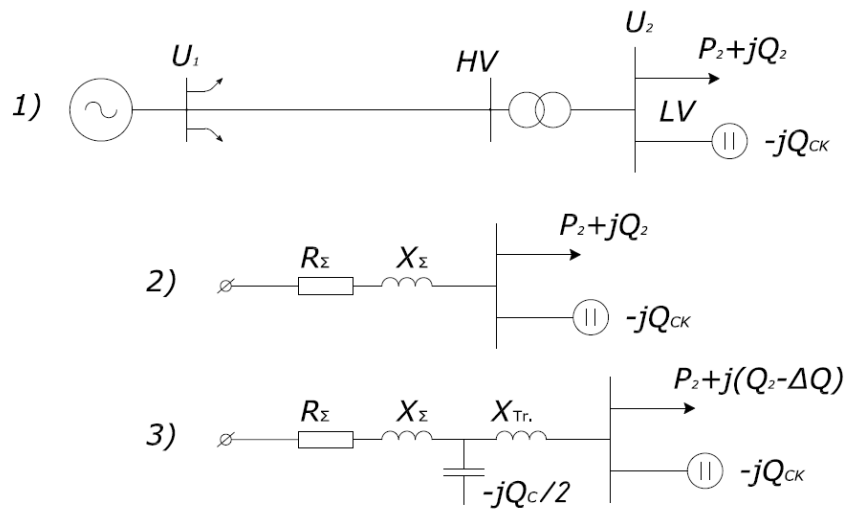 1)
U₁
HV
U₂
LV
P₂+jQ₂
-jQCK
2)
RΣ
XΣ
P₂+jQ₂
-jQCK
3)
RΣ
XΣ
XTr.
-jQC/2
P₂+j(Q₂-ΔQ)
-jQCK